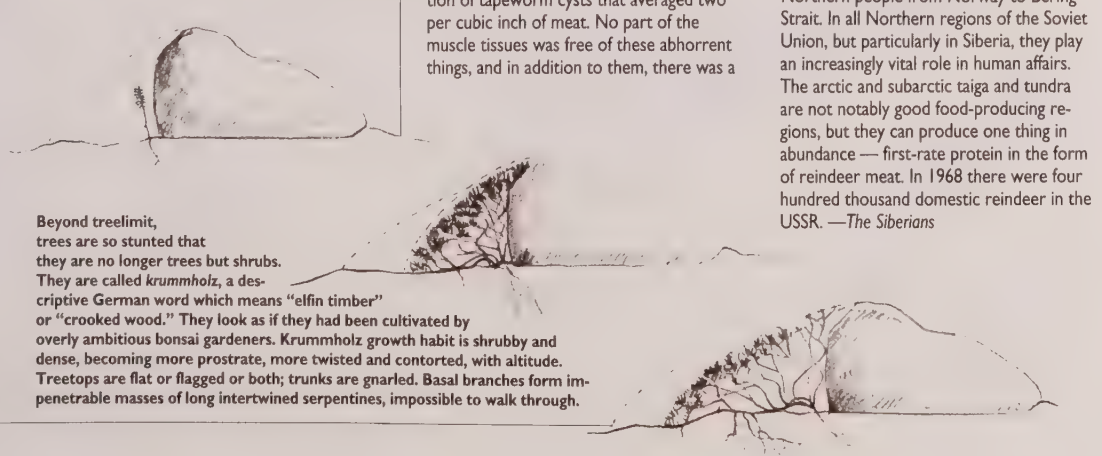 tion of tapeworm cysts that averaged two
per cubic inch of meat. No part of the
muscle tissues was free of these abhorrent
things, and in addition to them, there was a
Northern people from Norway to Bering
Strait. In all Northern regions of the Soviet
Union, but particularly in Siberia, they play
an increasingly vital role in human affairs.
The arctic and subarctic taiga and tundra
are not notably good food-producing re-
gions, but they can produce one thing in
abundance — first-rate protein in the form
of reindeer meat. In 1968 there were four
hundred thousand domestic reindeer in the
USSR. —The Siberians
Beyond treelimit,
trees are so stunted that
they are no longer trees but shrubs.
They are called krummholz, a des-
criptive German word which means “elfin timber”
or “crooked wood.” They look as if they had been cultivated by
overly ambitious bonsai gardeners. Krummholz growth habit is shrubby and
dense, becoming more prostrate, more twisted and contorted, with altitude.
Treetops are flat or flagged or both; trunks are gnarled. Basal branches form im-
penetrable masses of long intertwined serpentines, impossible to walk through.